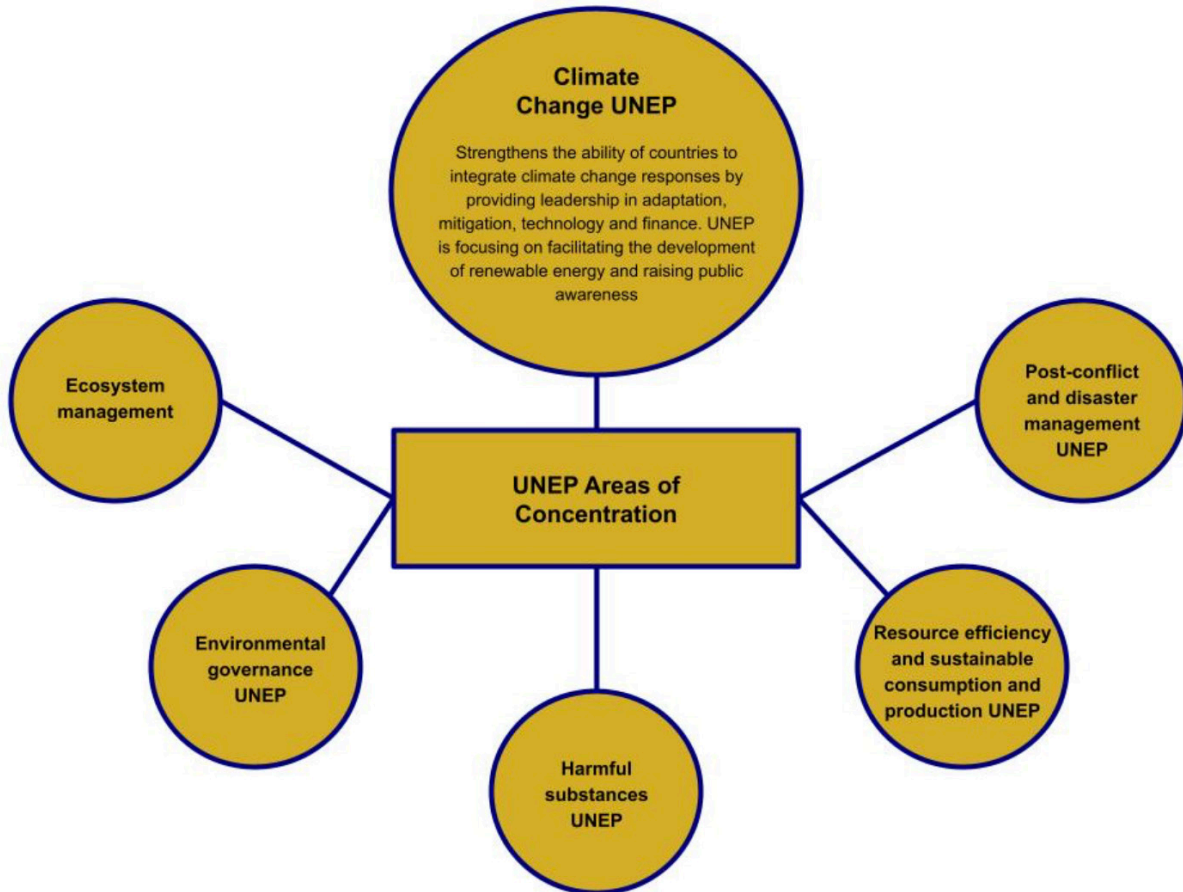 Climate
Change UNEP
Strengthens the ability of countries to
integrate climate change responses by
providing leadership in adaptation,
mitigation, technology and finance. UNEP
is focusing on facilitating the development
of renewable energy and raising public
awareness
Ecosystem
management
Post-conflict
and disaster
management
UNEP
UNEP Areas of
Concentration
Environmental
governance
UNEP
Resource efficiency
and sustainable
consumption and
production UNEP
Harmful
substances
UNEP